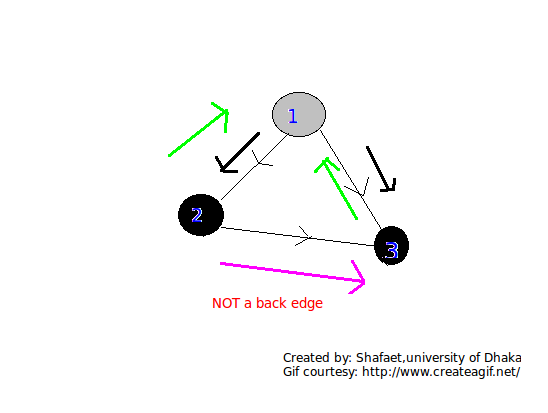 1
2
3
NOT a back edge
Created by: Shafaet,university of Dhaka
Gif courtesy: http://www.createagif.net/